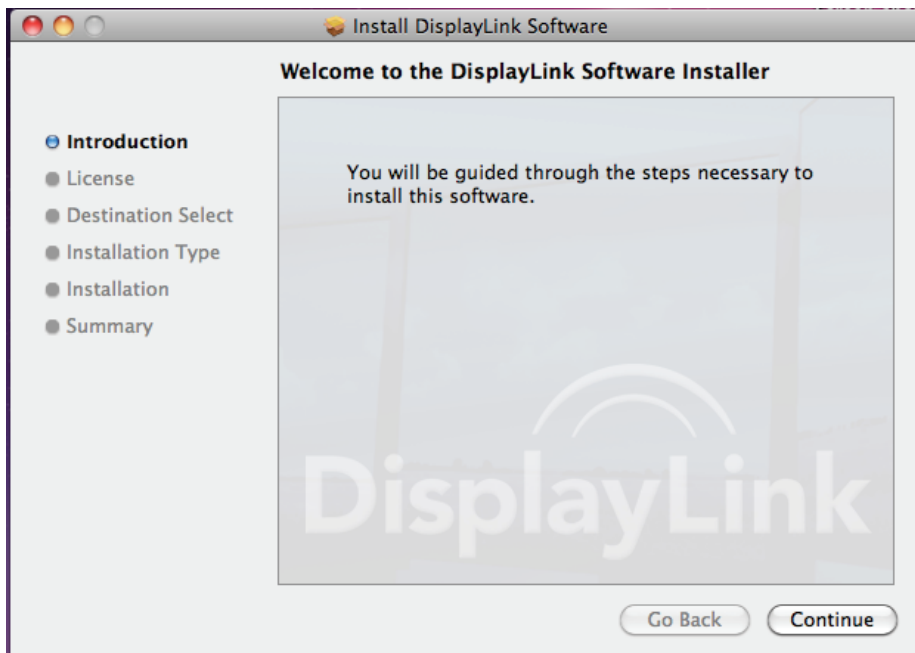 Install DisplayLink Software
Welcome to the DisplayLink Software Installer
Introduction
License
Destination Select
Installation Type
Installation
Summary
You will be guided through the steps necessary to
install this software.
DisplayLink
Go Back
Continue